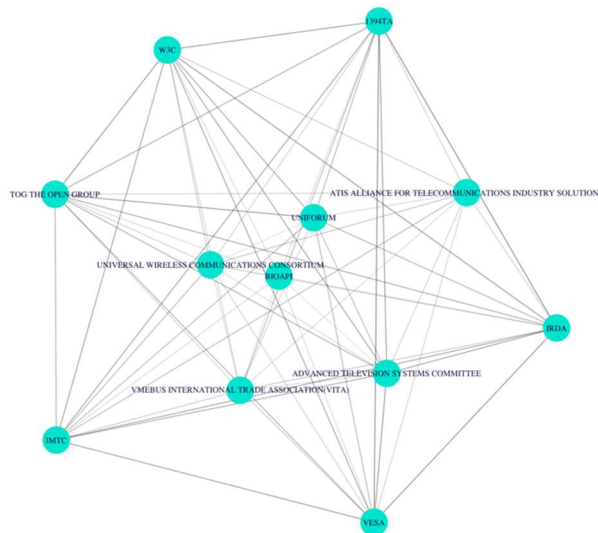 1394TA
W3C
TOG THE OPEN GROUP
ATIS ALLIANCE FOR TELECOMMUNICATIONS INDUSTRY SOLUTION
UNIFORUM
UNIVERSAL WIRELESS COMMUNICATIONS CONSORTIUM
BIOAPI
IRDA
ADVANCED TELEVISION SYSTEMS COMMITTEE
VMEBUS INTERNATIONAL TRADE ASSOCIATION(VITA)
IMTC
VESA